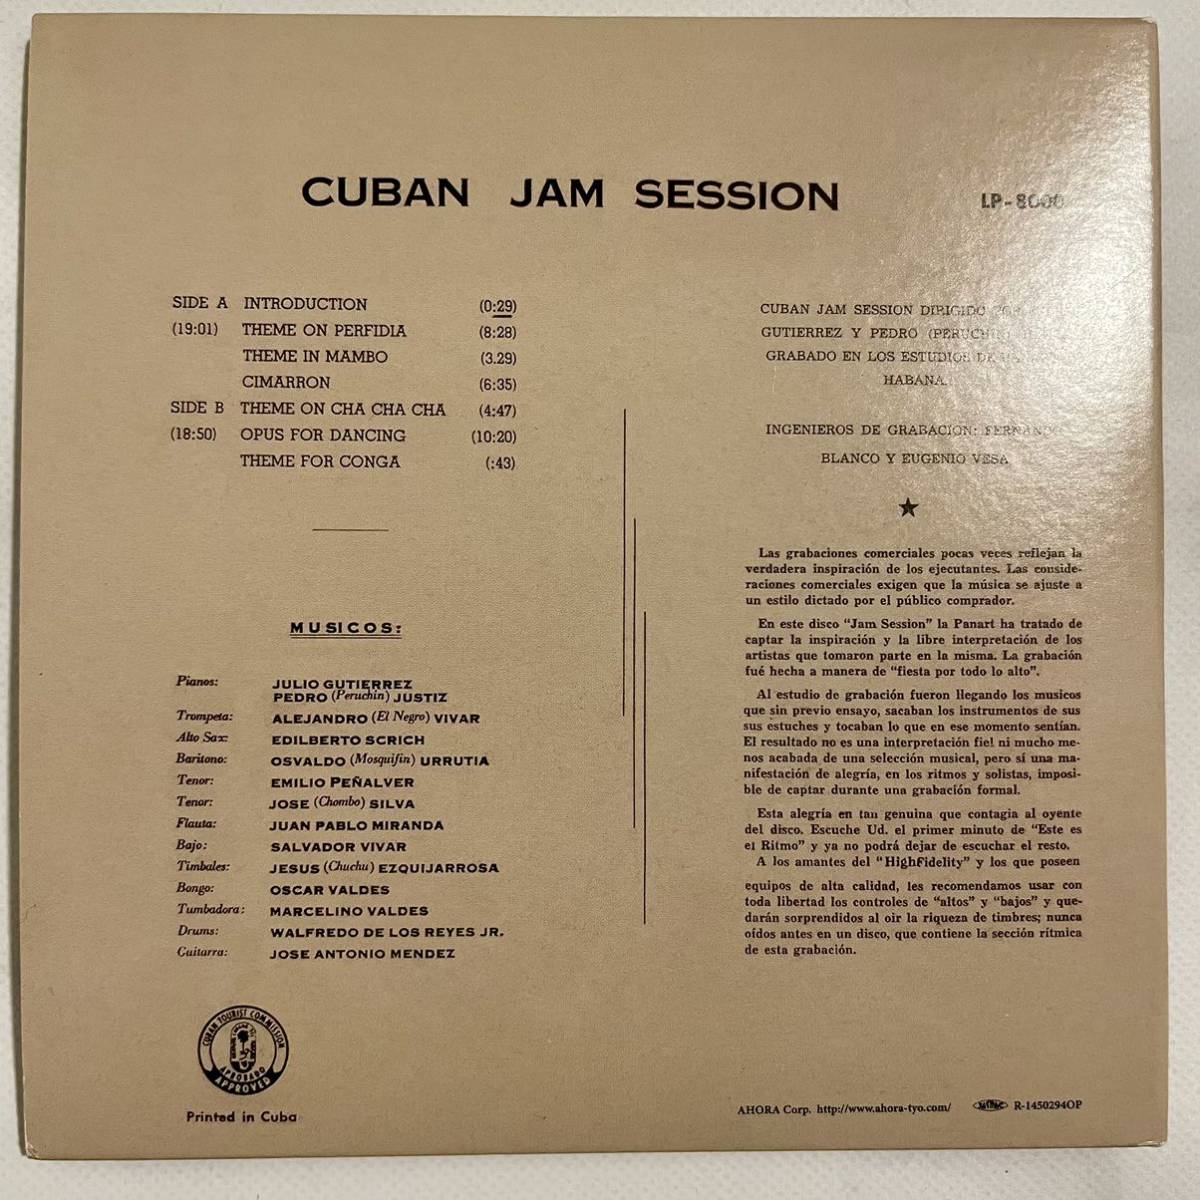 CUBAN JAM SESSION
LP-8000
SIDE A INTRODUCTION (0:29)
(19:01) THEME ON PERFIDIA (8:28)
THEME IN MAMBO (3.29)
CIMARRON (6:35)
SIDE B THEME ON CHA CHA CHA (4:47)
(18:50) OPUS FOR DANCING (10:20)
THEME FOR CONGA (:43)
MUSICOS:
Pianos: JULIO GUTIERREZ
PEDRO (Peruchin) JUSTIZ
Trompeta: ALEJANDRO (El Negro) VIVAR
Alto Sax: EDILBERTO SCRICH
Barítono: OSVALDO (Mosquifin) URRUTIA
Tenor: EMILIO PEÑALVER
Tenor: JOSE (Chombo) SILVA
Flauta: JUAN PABLO MIRANDA
Bajo: SALVADOR VIVAR
Timbales: JESUS (Chuchu) EZQUIJARROSA
Bongo: OSCAR VALDES
Tumbadora: MARCELINO VALDES
Drums: WALFREDO DE LOS REYES JR.
Guitarra: JOSE ANTONIO MENDEZ
CUBAN TOURIST COMMISSION
APROBADO
APPROVED
Printed in Cuba
CUBAN JAM SESSION DIRIGIDO
GUTIERREZ Y PEDRO (PERUCHIN)
GRABADO EN LOS ESTUDIOS DE
HABANA.
INGENIEROS DE GRABACION: FERNANDO
BLANCO Y EUGENIO VESA
Las grabaciones comerciales pocas veces reflejan la
verdadera inspiración de los ejecutantes. Las conside-
raciones comerciales exigen que la música se ajuste a
un estilo dictado por el público comprador.
En este disco "Jam Session" la Panart ha tratado de
captar la inspiración y la libre interpretación de los
artistas que tomaron parte en la misma. La grabación
fué hecha a manera de "fiesta por todo lo alto".
Al estudio de grabación fueron llegando los musicos
que sin previo ensayo, sacaban los instrumentos de sus
sus estuches y tocaban lo que en ese momento sentían.
El resultado no es una interpretación fiel ni mucho me-
nos acabada de una selección musical, pero sí una ma-
nifestación de alegría, en los ritmos y solistas, imposi-
ble de captar durante una grabación formal.
Esta alegría en tan genuina que contagia al oyente
del disco. Escuche Ud. el primer minuto de "Este es
el Ritmo" y ya no podrá dejar de escuchar el resto.
A los amantes del "HighFidelity" y los que poseen
equipos de alta calidad, les recomendamos usar con
toda libertad los controles de "altos" y "bajos" y que-
darán sorprendidos al oir la riqueza de timbres; nunca
oídos antes en un disco, que contiene la sección rítmica
de esta grabación.
AHORA Corp. http://www.ahora-tyo.com/ R-1450294OP